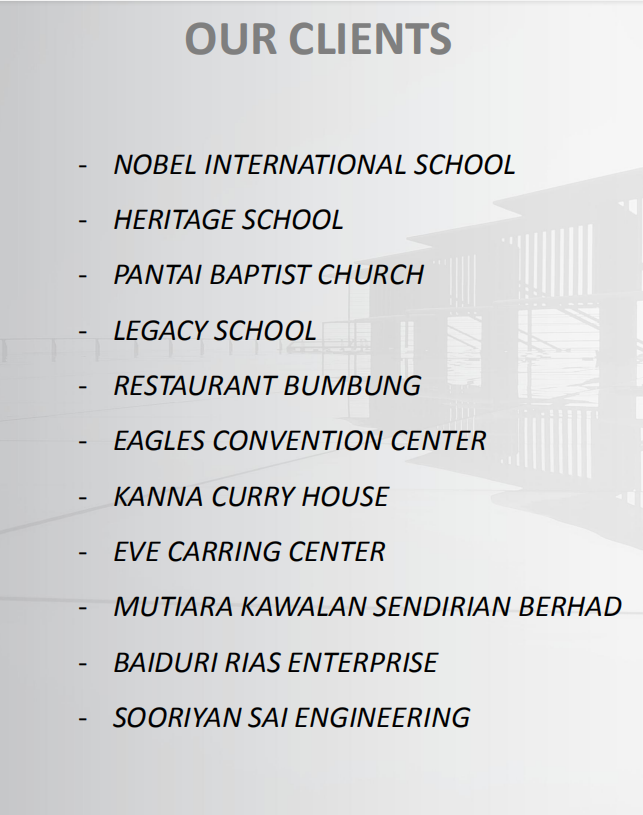 OUR CLIENTS
- NOBEL INTERNATIONAL SCHOOL
- HERITAGE SCHOOL
- PANTAI BAPTIST CHURCH
- LEGACY SCHOOL
- RESTAURANT BUMBUNG
- EAGLES CONVENTION CENTER
- KANNA CURRY HOUSE
- EVE CARRING CENTER
- MUTIARA KAWALAN SENDIRIAN BERHAD
- BAIDURI RIAS ENTERPRISE
- SOORIYAN SAI ENGINEERING